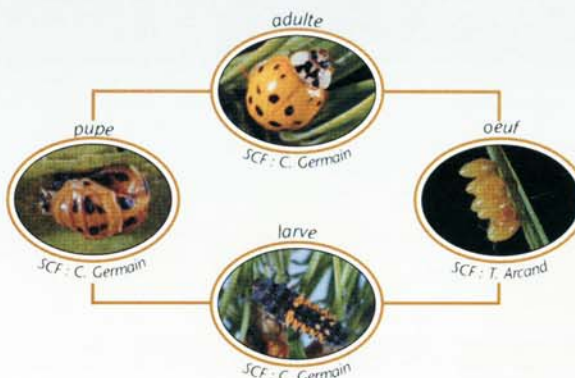 adulte
SCF : C. Germain
pupe
SCF : C. Germain
oeuf
SCF : T. Arcand
larve
SCF : C. Germain